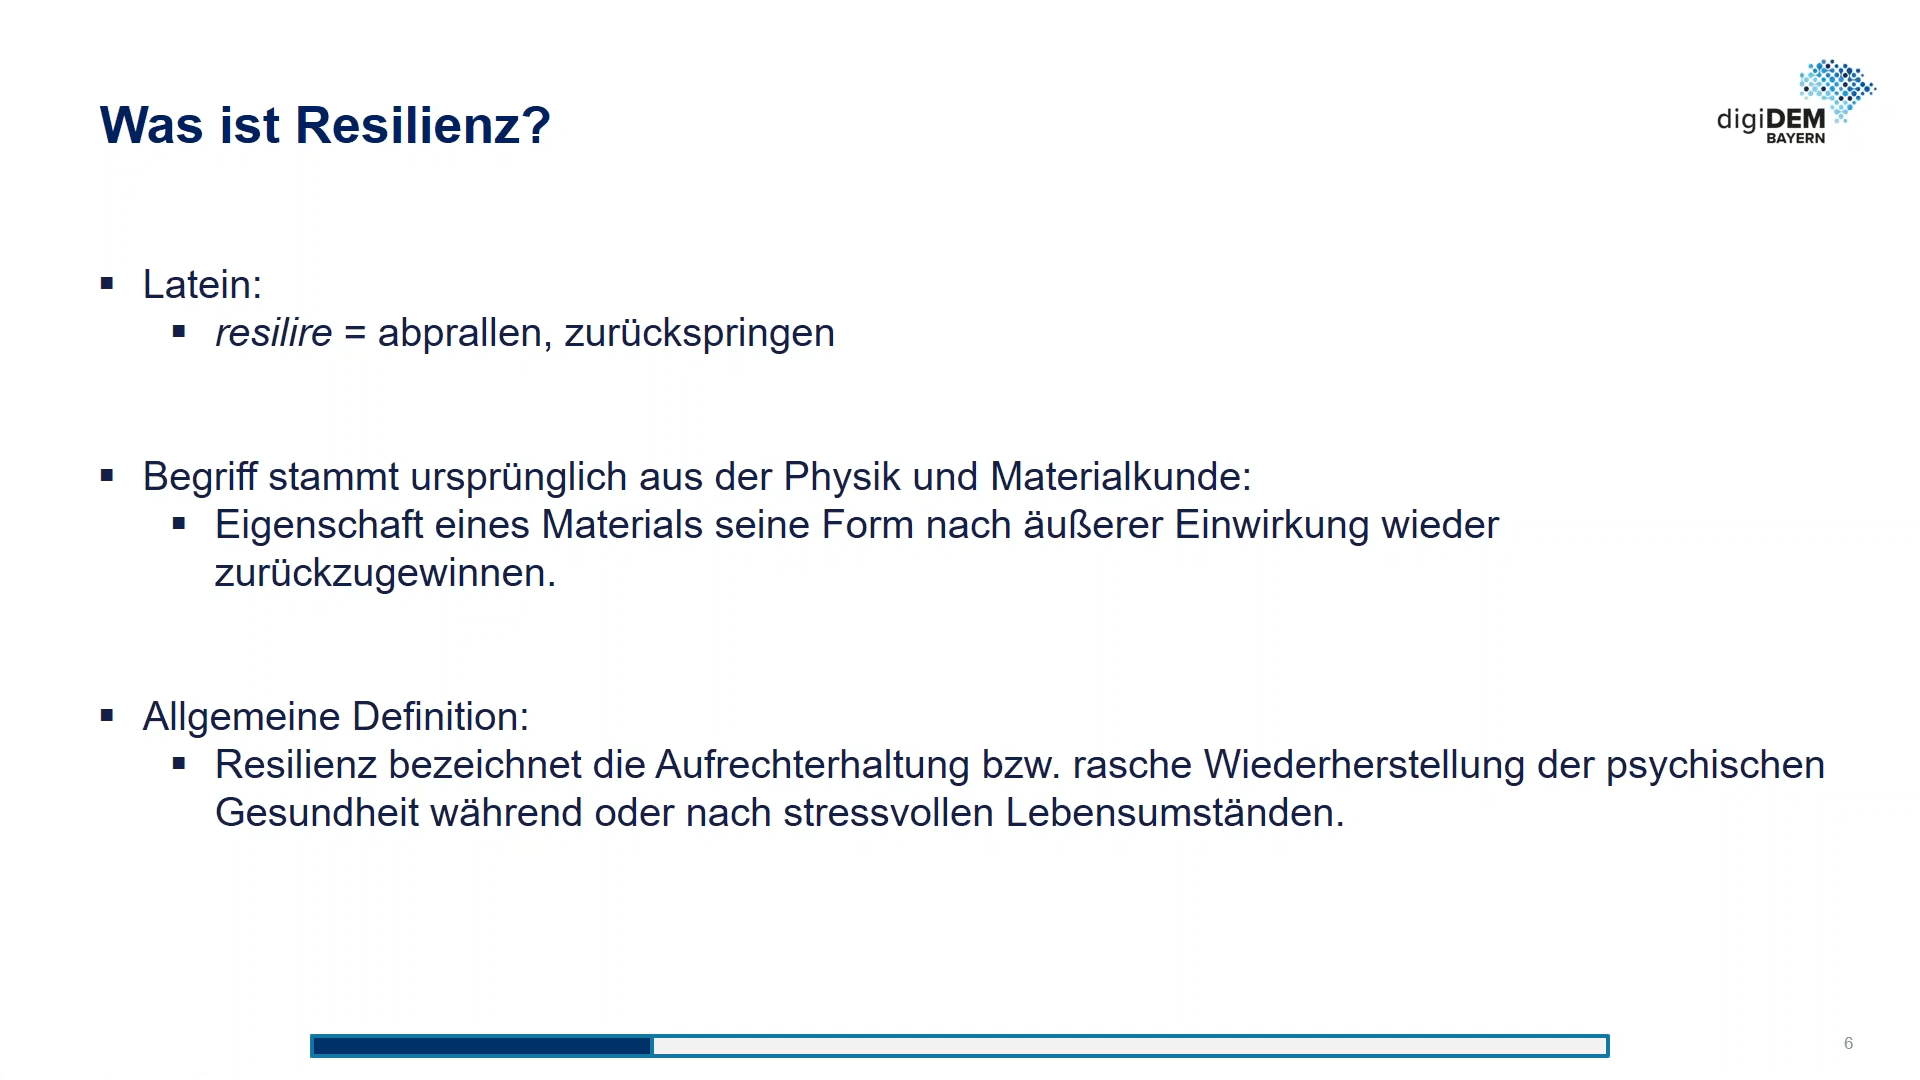 Was ist Resilienz?
digiDEM
BAYERN
▪ Latein:
▪ resilire = abprallen, zurückspringen
▪ Begriff stammt ursprünglich aus der Physik und Materialkunde:
▪ Eigenschaft eines Materials seine Form nach äußerer Einwirkung wieder
zurückzugewinnen.
▪ Allgemeine Definition:
▪ Resilienz bezeichnet die Aufrechterhaltung bzw. rasche Wiederherstellung der psychischen
Gesundheit während oder nach stressvollen Lebensumständen.
6